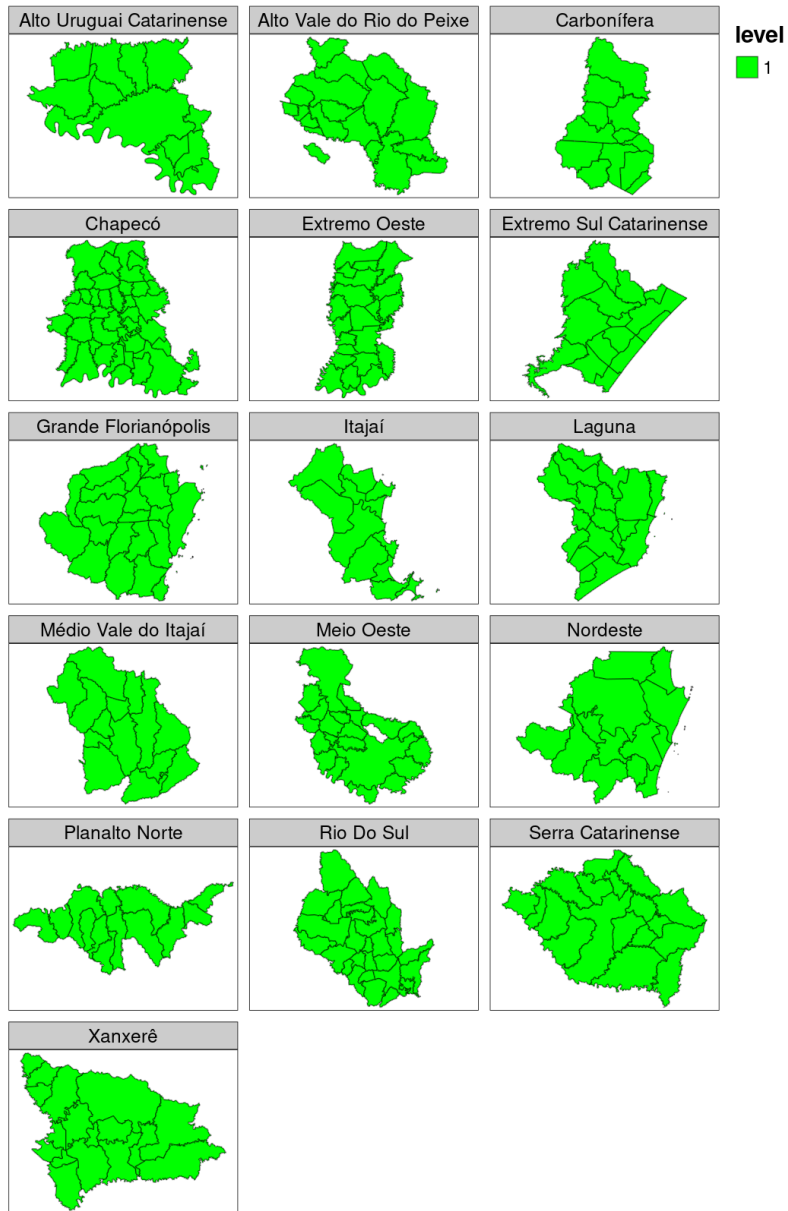 Alto Uruguai Catarinense
Alto Vale do Rio do Peixe
Carbonífera
level
1
Chapecó
Extremo Oeste
Extremo Sul Catarinense
Grande Florianópolis
Itajaí
Laguna
Médio Vale do Itajaí
Meio Oeste
Nordeste
Planalto Norte
Rio Do Sul
Serra Catarinense
Xanxerê